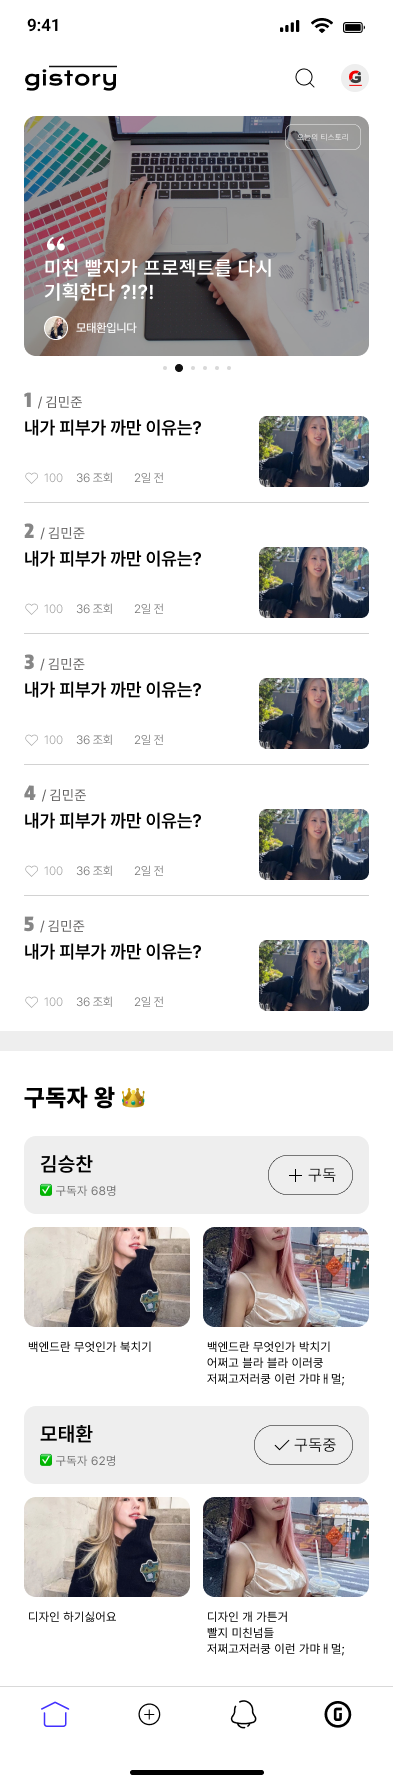 9:41
gistory
오늘의 티스토리
미친 빨지가 프로젝트를 다시
기획한다 ?!?!
모태환입니다
1 / 김민준
내가 피부가 까만 이유는?
100 36 조회 2일 전
2 / 김민준
내가 피부가 까만 이유는?
100 36 조회 2일 전
3 / 김민준
내가 피부가 까만 이유는?
100 36 조회 2일 전
4 / 김민준
내가 피부가 까만 이유는?
100 36 조회 2일 전
5 / 김민준
내가 피부가 까만 이유는?
100 36 조회 2일 전
구독자 왕 👑
김승찬
✅ 구독자 68명
+ 구독
백엔드란 무엇인가 북치기
백엔드란 무엇인가 박치기
어쩌고 블라 블라 이러쿵
저쩌고저러쿵 이런 가먀ㅐ멀;
모태환
✅ 구독자 62명
✓ 구독중
디자인 하기싫어요
디자인 개 가튼거
빨지 미친넘들
저쩌고저러쿵 이런 가먀ㅐ멀;
G